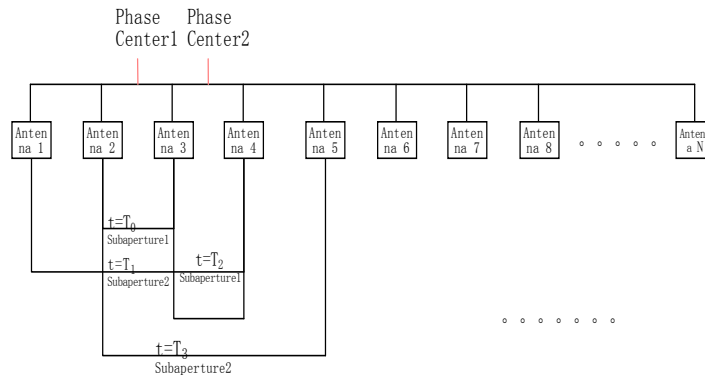 Phase Phase
Center1 Center2
Anten
na 1
Anten
na 2
Anten
na 3
Anten
na 4
Anten
na 5
Anten
na 6
Anten
na 7
Anten
na 8
Anten
a N
t=T₀
Subaperture1
t=T₁
Subaperture2
t=T₂
Subaperture1
t=T₃
Subaperture2